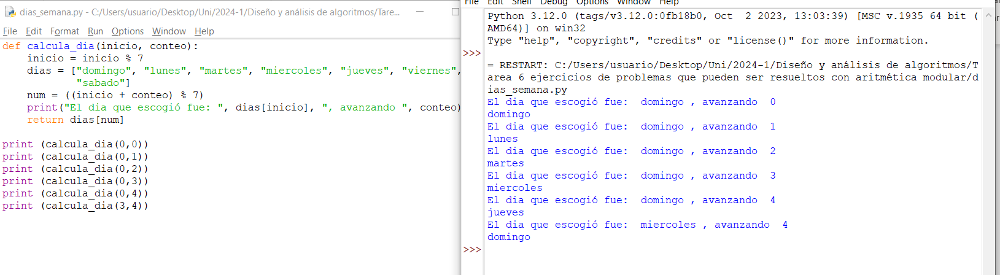 dias_semana.py - C:/Users/usuario/Desktop/Uni/2024-1/Diseño y análisis de algoritmos/Tare...
File Edit Format Run Options Window Help
def calcula_dia(inicio, conteo):
    inicio = inicio % 7
    dias = ["domingo", "lunes", "martes", "miercoles", "jueves", "viernes",
            "sabado"]
    num = ((inicio + conteo) % 7)
    print("El dia que escogió fue: ", dias[inicio], ", avanzando ", conteo)
    return dias[num]

print (calcula_dia(0,0))
print (calcula_dia(0,1))
print (calcula_dia(0,2))
print (calcula_dia(0,3))
print (calcula_dia(0,4))
print (calcula_dia(3,4))
File Edit Shell Debug Options Window Help
Python 3.12.0 (tags/v3.12.0:0fb18b0, Oct  2 2023, 13:03:39) [MSC v.1935 64 bit (
AMD64)] on win32
Type "help", "copyright", "credits" or "license()" for more information.
>>>
= RESTART: C:/Users/usuario/Desktop/Uni/2024-1/Diseño y análisis de algoritmos/T
area 6 ejercicios de problemas que pueden ser resueltos con aritmética modular/d
ias_semana.py
El dia que escogió fue:  domingo , avanzando  0
domingo
El dia que escogió fue:  domingo , avanzando  1
lunes
El dia que escogió fue:  domingo , avanzando  2
martes
El dia que escogió fue:  domingo , avanzando  3
miercoles
El dia que escogió fue:  domingo , avanzando  4
jueves
El dia que escogió fue:  miercoles , avanzando  4
domingo
>>>